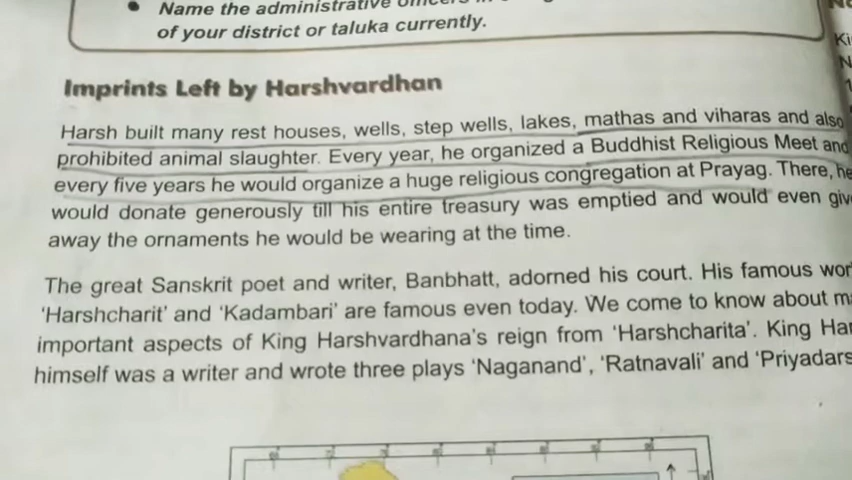 Name the administrative
of your district or taluka currently.
Imprints Left by Harshvardhan
Harsh built many rest houses, wells, step wells, lakes, mathas and viharas and also
prohibited animal slaughter. Every year, he organized a Buddhist Religious Meet and
every five years he would organize a huge religious congregation at Prayag. There, he
would donate generously till his entire treasury was emptied and would even
away the ornaments he would be wearing at the time.
The great Sanskrit poet and writer, Banbhatt, adorned his court. His famous
'Harshcharit' and 'Kadambari' are famous even today. We come to know about
important aspects of King Harshvardhana's reign from 'Harshcharita'. King
himself was a writer and wrote three plays 'Naganand', 'Ratnavali' and